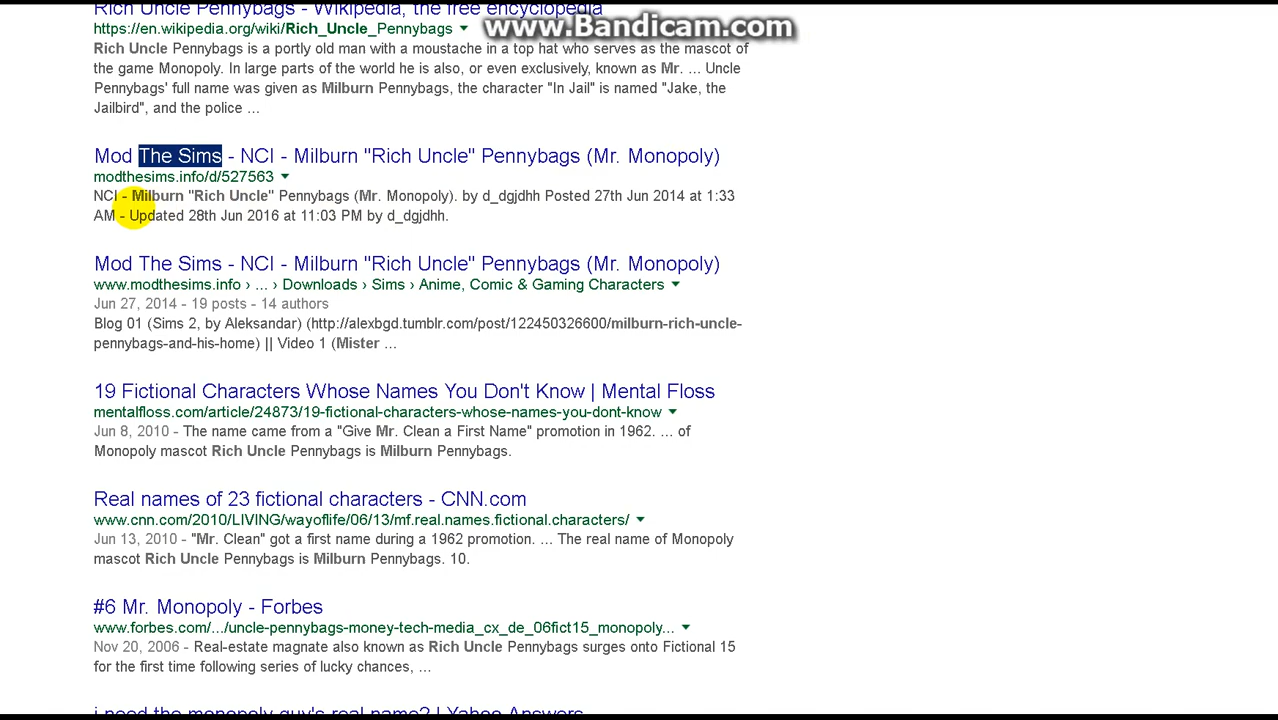 Rich Uncle Pennybags - Wikipedia, the free encyclopedia
www.Bandicam.com
https://en.wikipedia.org/wiki/Rich_Uncle_Pennybags
Rich Uncle Pennybags is a portly old man with a moustache in a top hat who serves as the mascot of
the game Monopoly. In large parts of the world he is also, or even exclusively, known as Mr. ... Uncle
Pennybags' full name was given as Milburn Pennybags, the character "In Jail" is named "Jake, the
Jailbird", and the police ...
Mod The Sims - NCI - Milburn "Rich Uncle" Pennybags (Mr. Monopoly)
modthesims.info/d/527563
NCI - Milburn "Rich Uncle" Pennybags (Mr. Monopoly). by d_dgjdhh Posted 27th Jun 2014 at 1:33
AM - Updated 28th Jun 2016 at 11:03 PM by d_dgjdhh.
Mod The Sims - NCI - Milburn "Rich Uncle" Pennybags (Mr. Monopoly)
www.modthesims.info › ... › Downloads › Sims › Anime, Comic & Gaming Characters
Jun 27, 2014 - 19 posts - 14 authors
Blog 01 (Sims 2, by Aleksandar) (http://alexbgd.tumblr.com/post/122450326600/milburn-rich-uncle-
pennybags-and-his-home) || Video 1 (Mister ...
19 Fictional Characters Whose Names You Don't Know | Mental Floss
mentalfloss.com/article/24873/19-fictional-characters-whose-names-you-dont-know
Jun 8, 2010 - The name came from a "Give Mr. Clean a First Name" promotion in 1962. ... of
Monopoly mascot Rich Uncle Pennybags is Milburn Pennybags.
Real names of 23 fictional characters - CNN.com
www.cnn.com/2010/LIVING/wayoflife/06/13/mf.real.names.fictional.characters/
Jun 13, 2010 - "Mr. Clean" got a first name during a 1962 promotion. ... The real name of Monopoly
mascot Rich Uncle Pennybags is Milburn Pennybags. 10.
#6 Mr. Monopoly - Forbes
www.forbes.com/.../uncle-pennybags-money-tech-media_cx_de_06fict15_monopoly...
Nov 20, 2006 - Real-estate magnate also known as Rich Uncle Pennybags surges onto Fictional 15
for the first time following series of lucky chances, ...
i need the monopoly guy's real name? | Yahoo Answers